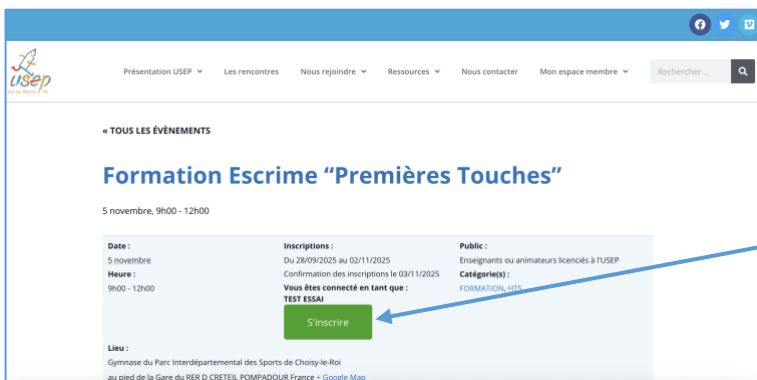 usep
Val de Marne 94
Présentation USEP
Les rencontres
Nous rejoindre
Ressources
Nous contacter
Mon espace membre
Rechercher ...
« TOUS LES ÉVÈNEMENTS
Formation Escrime “Premières Touches”
5 novembre, 9h00 - 12h00
Date :
5 novembre
Heure :
9h00 - 12h00
Inscriptions :
Du 28/09/2025 au 02/11/2025
Confirmation des inscriptions le 03/11/2025
Vous êtes connecté en tant que :
TEST ESSAI
S'inscrire
Public :
Enseignants ou animateurs licenciés à l'USEP
Catégorie(s) :
FORMATION, HTS
Lieu :
Gymnase du Parc Interdépartemental des Sports de Choisy-le-Roi
au pied de la Gare du RER D CRETEIL POMPADOUR France + Google Map